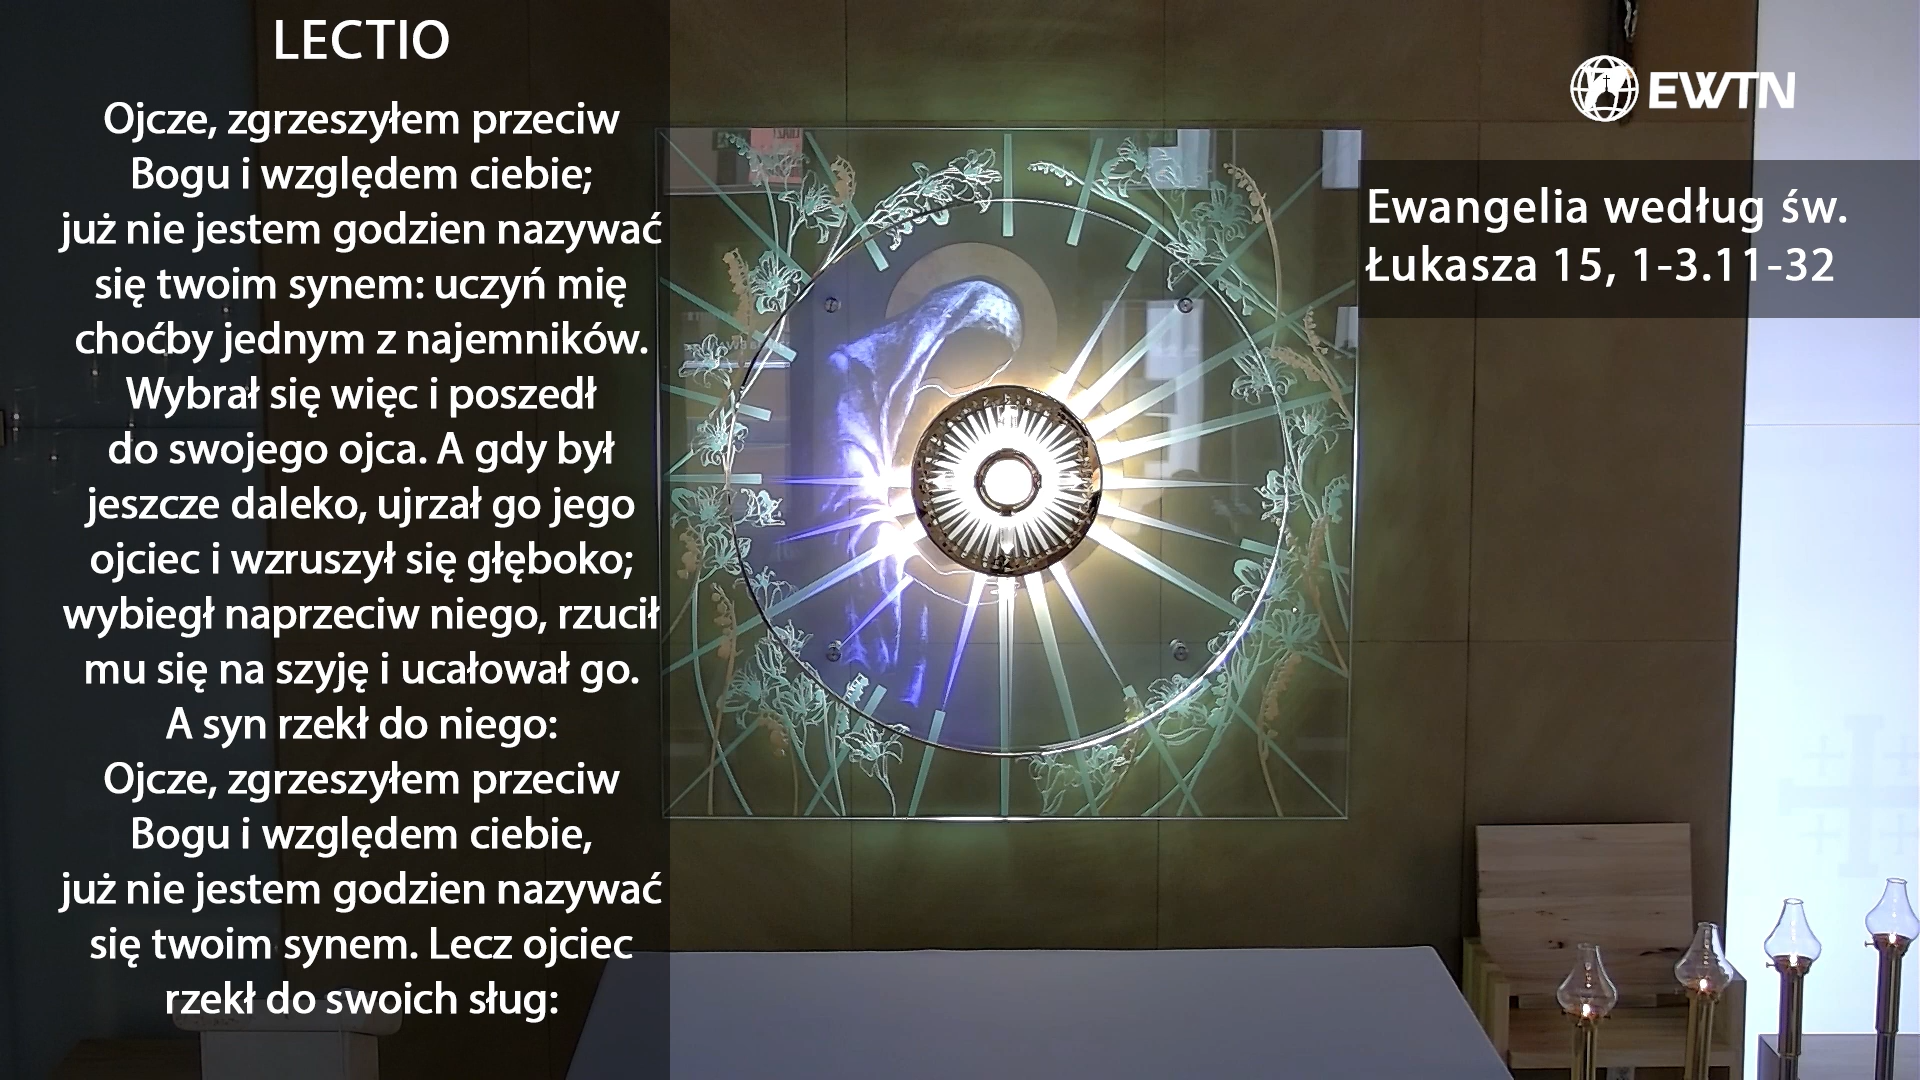 LECTIO
Ojcze, zgrzeszyłem przeciw
Bogu i względem ciebie;
już nie jestem godzien nazywać
się twoim synem: uczyń mię
choćby jednym z najemników.
Wybrał się więc i poszedł
do swojego ojca. A gdy był
jeszcze daleko, ujrzał go jego
ojciec i wzruszył się głęboko;
wybiegł naprzeciw niego, rzucił
mu się na szyję i ucałował go.
A syn rzekł do niego:
Ojcze, zgrzeszyłem przeciw
Bogu i względem ciebie,
już nie jestem godzien nazywać
się twoim synem. Lecz ojciec
rzekł do swoich sług:
EWTN
Ewangelia według św.
Łukasza 15, 1-3.11-32